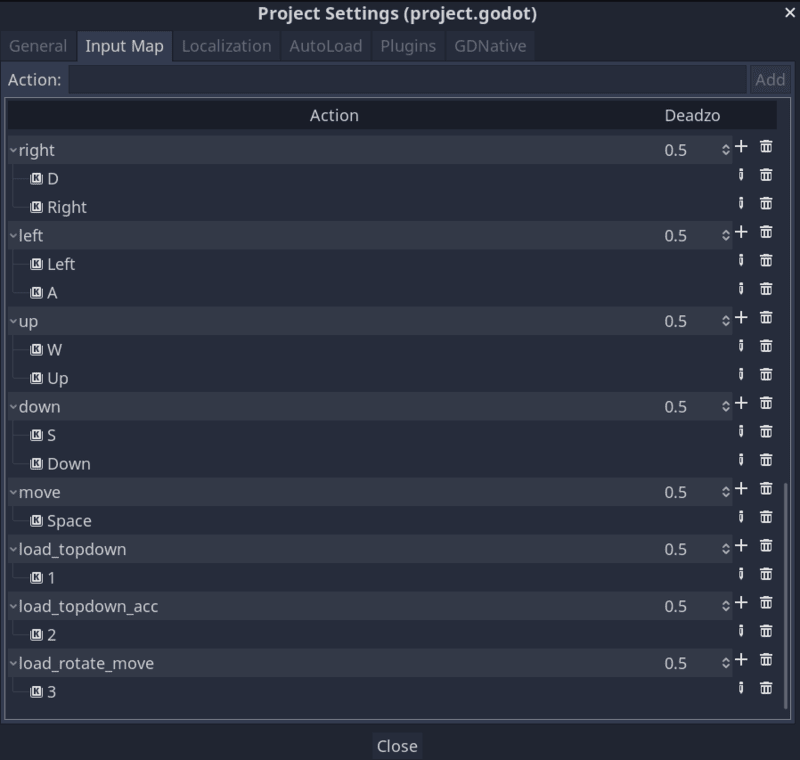 Project Settings (project.godot)
General Input Map Localization AutoLoad Plugins GDNative
Action: Add
Action Deadzo
right 0.5
D
Right
left 0.5
Left
A
up 0.5
W
Up
down 0.5
S
Down
move 0.5
Space
load_topdown 0.5
1
load_topdown_acc 0.5
2
load_rotate_move 0.5
3
Close